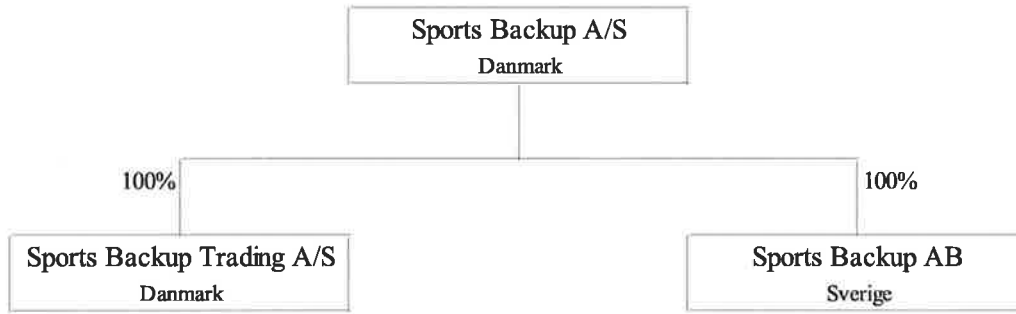 Sports Backup A/S
Danmark
100%
100%
Sports Backup Trading A/S
Danmark
Sports Backup AB
Sverige